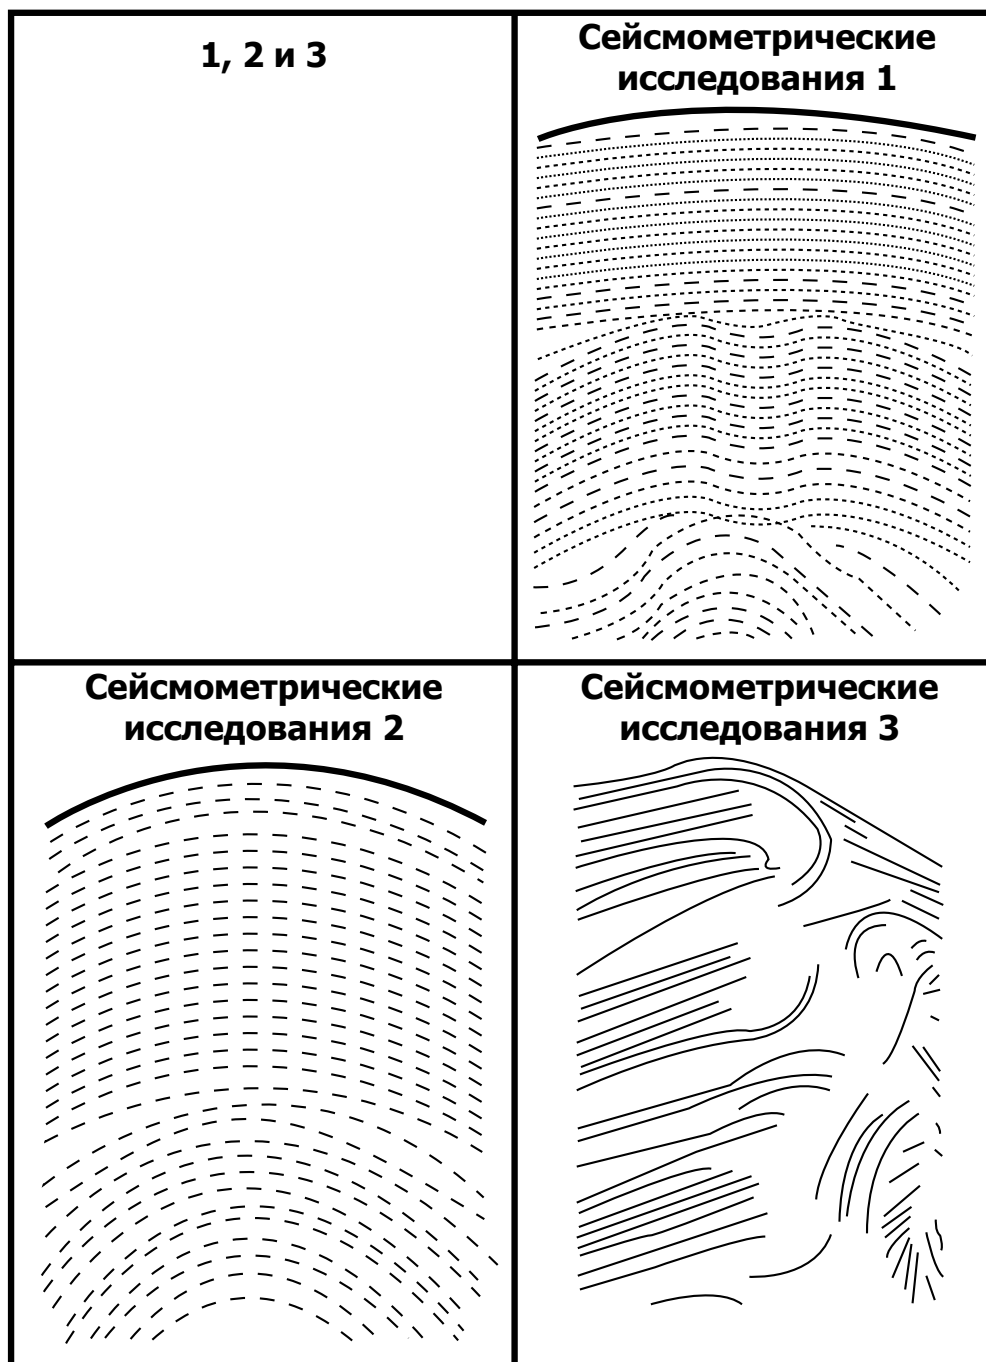 1, 2 и 3
Сейсмометрические
исследования 1
Сейсмометрические
исследования 2
Сейсмометрические
исследования 3